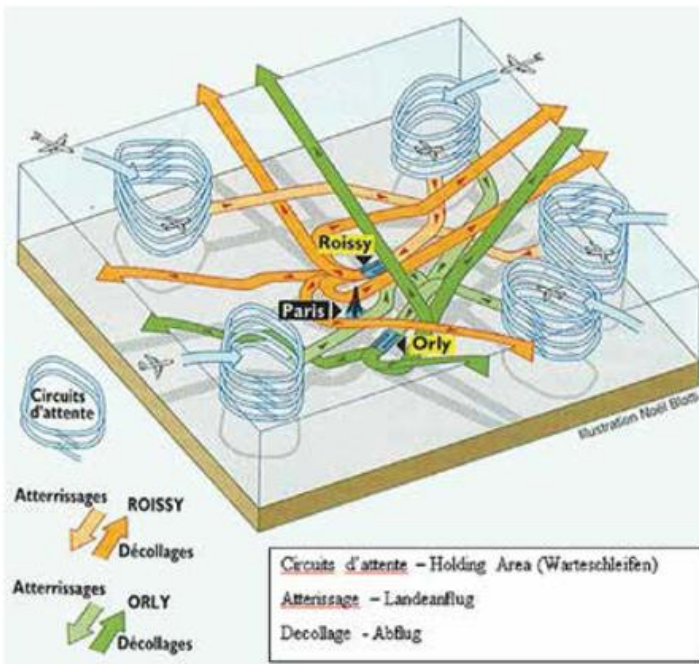 Roissy
Paris
Orly
Illustration Noël Blotti
Circuits
d'attente
Atterrissages
ROISSY
Décollages
Atterrissages
ORLY
Décollages
Circuits d'attente – Holding Area (Warteschleifen)
Atterissage – Landeanflug
Decollage - Abflug